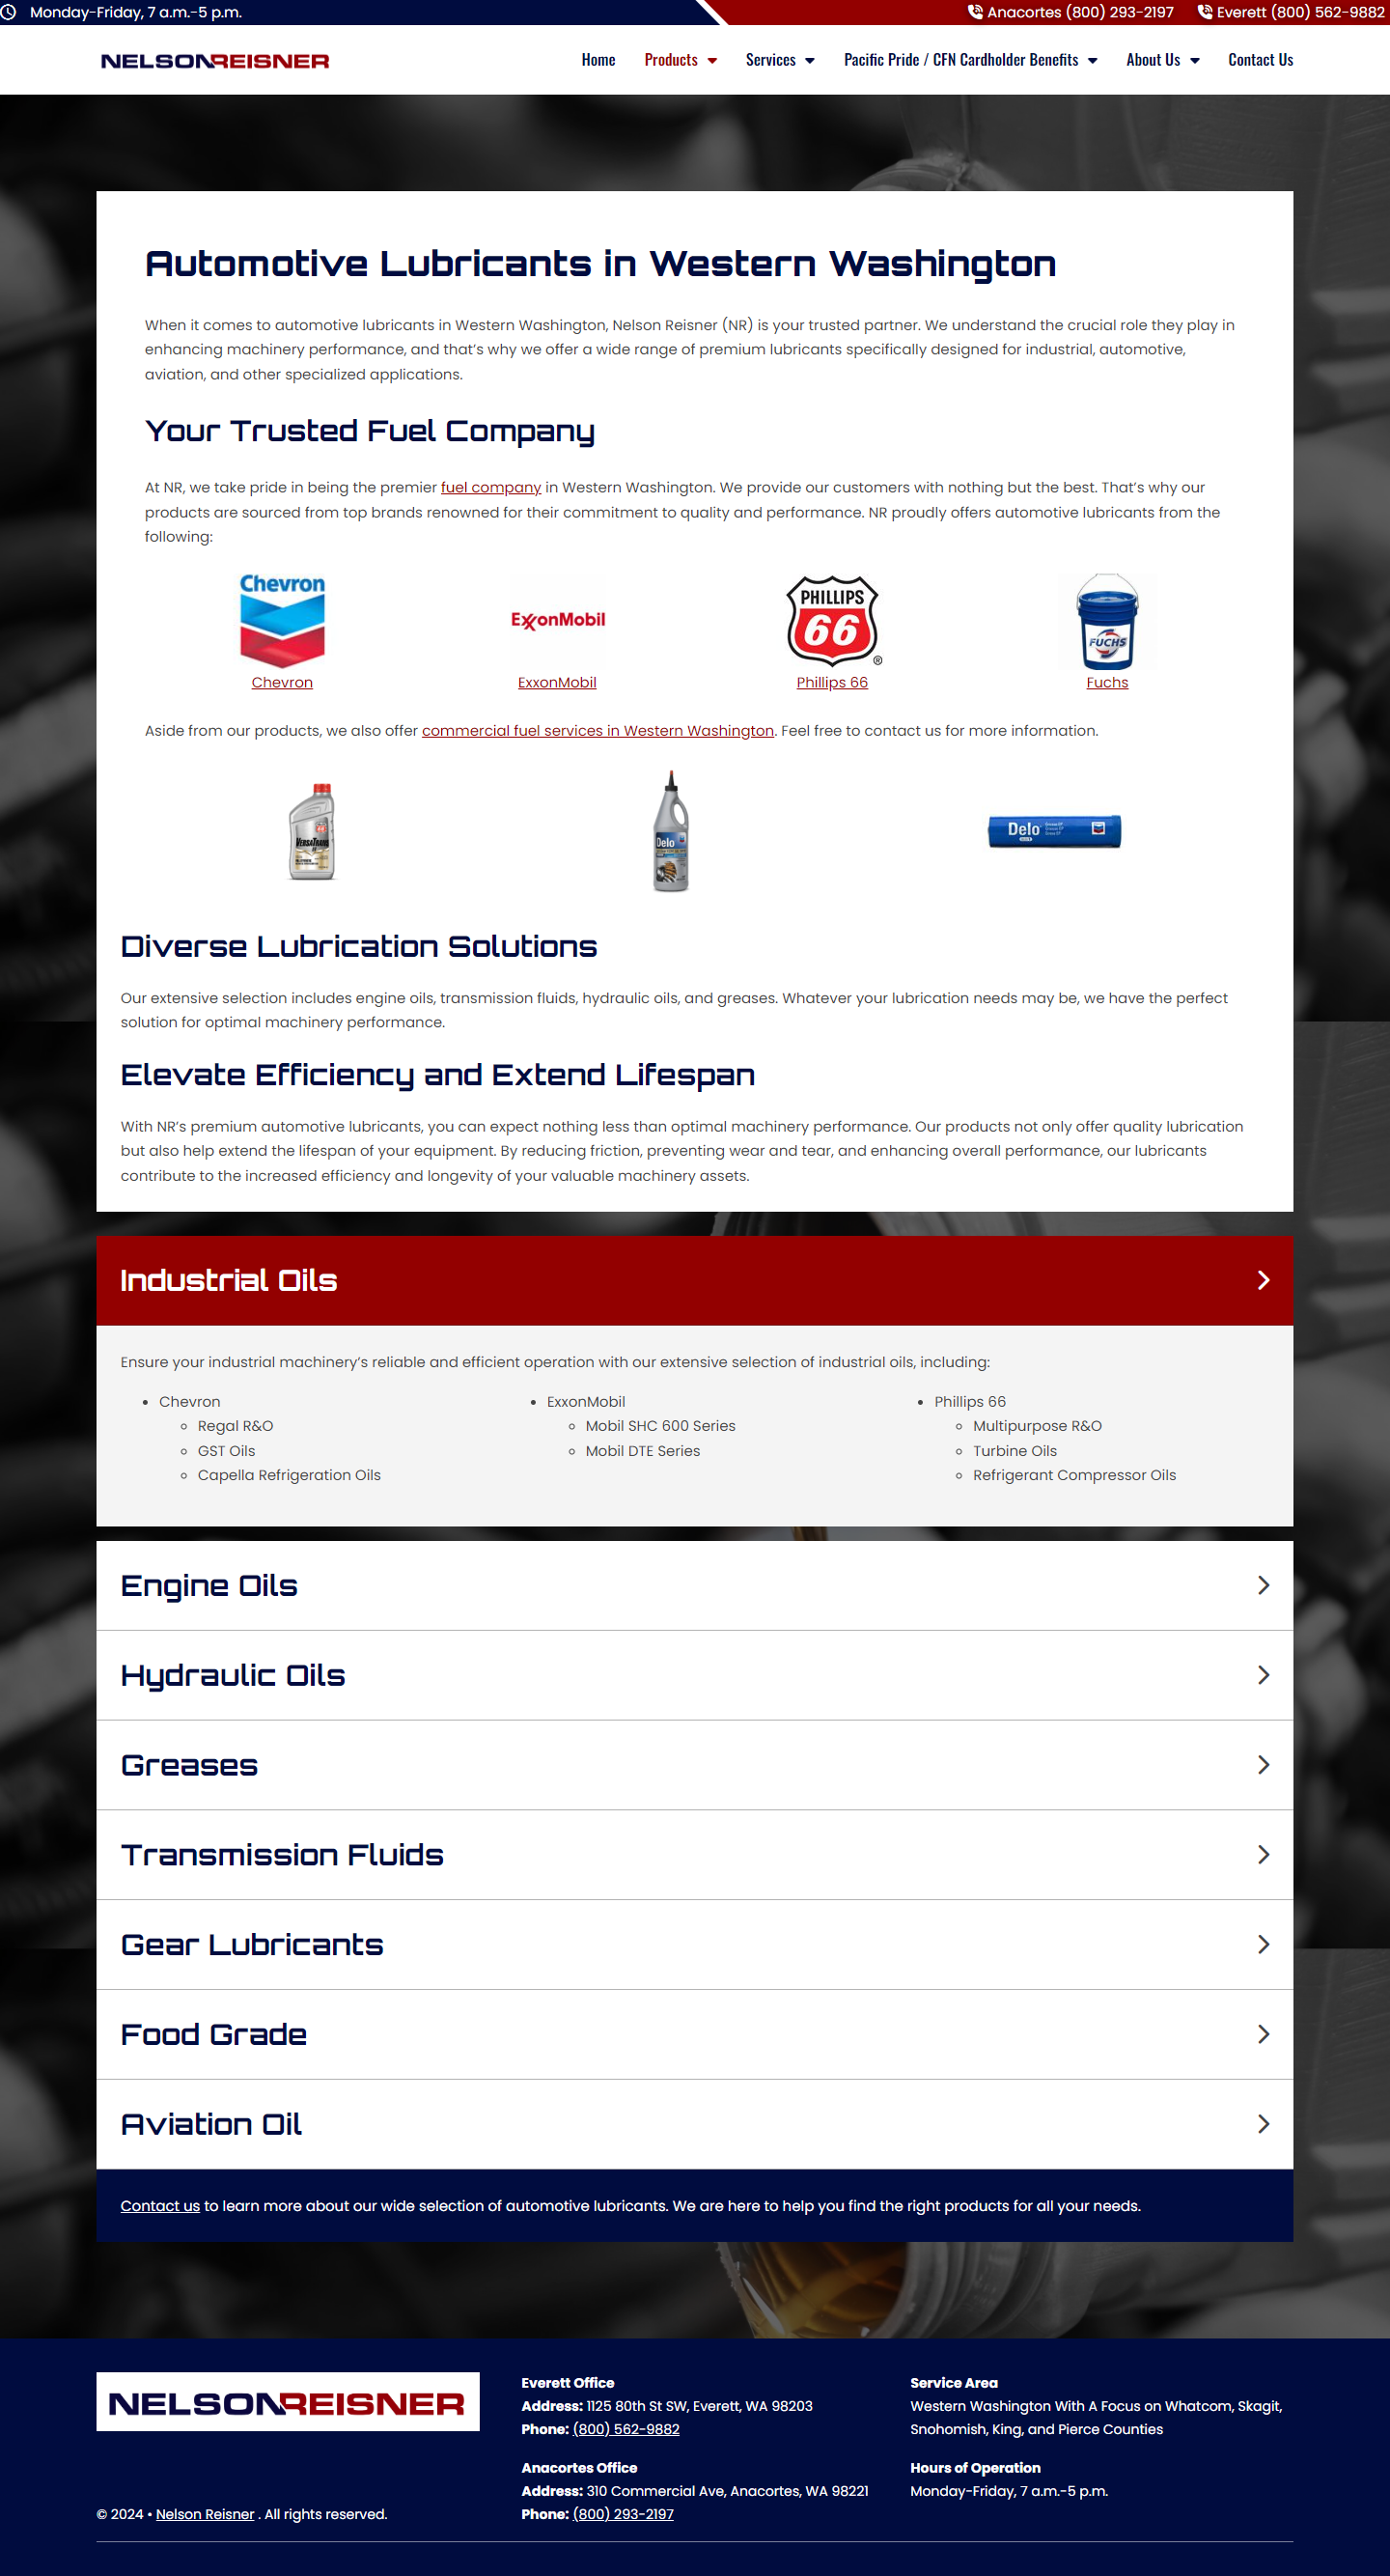 Monday-Friday, 7 a.m.-5 p.m.
Anacortes (800) 293-2197
Everett (800) 562-9882
NELSONREISNER
Home
Products
Services
Pacific Pride / CFN Cardholder Benefits
About Us
Contact Us
Automotive Lubricants in Western Washington
When it comes to automotive lubricants in Western Washington, Nelson Reisner (NR) is your trusted partner. We understand the crucial role they play in
enhancing machinery performance, and that’s why we offer a wide range of premium lubricants specifically designed for industrial, automotive,
aviation, and other specialized applications.
Your Trusted Fuel Company
At NR, we take pride in being the premier fuel company in Western Washington. We provide our customers with nothing but the best. That’s why our
products are sourced from top brands renowned for their commitment to quality and performance. NR proudly offers automotive lubricants from the
following:
Chevron
ExxonMobil
PHILLIPS
66
®
FUCHS
Chevron
ExxonMobil
Phillips 66
Fuchs
Aside from our products, we also offer commercial fuel services in Western Washington. Feel free to contact us for more information.
VERSATRANS
Delo
Delo
Diverse Lubrication Solutions
Our extensive selection includes engine oils, transmission fluids, hydraulic oils, and greases. Whatever your lubrication needs may be, we have the perfect
solution for optimal machinery performance.
Elevate Efficiency and Extend Lifespan
With NR’s premium automotive lubricants, you can expect nothing less than optimal machinery performance. Our products not only offer quality lubrication
but also help extend the lifespan of your equipment. By reducing friction, preventing wear and tear, and enhancing overall performance, our lubricants
contribute to the increased efficiency and longevity of your valuable machinery assets.
Industrial Oils
Ensure your industrial machinery’s reliable and efficient operation with our extensive selection of industrial oils, including:
Chevron
Regal R&O
GST Oils
Capella Refrigeration Oils
ExxonMobil
Mobil SHC 600 Series
Mobil DTE Series
Phillips 66
Multipurpose R&O
Turbine Oils
Refrigerant Compressor Oils
Engine Oils
Hydraulic Oils
Greases
Transmission Fluids
Gear Lubricants
Food Grade
Aviation Oil
Contact us to learn more about our wide selection of automotive lubricants. We are here to help you find the right products for all your needs.
NELSONREISNER
© 2024 • Nelson Reisner . All rights reserved.
Everett Office
Address: 1125 80th St SW, Everett, WA 98203
Phone: (800) 562-9882
Anacortes Office
Address: 310 Commercial Ave, Anacortes, WA 98221
Phone: (800) 293-2197
Service Area
Western Washington With A Focus on Whatcom, Skagit,
Snohomish, King, and Pierce Counties
Hours of Operation
Monday-Friday, 7 a.m.-5 p.m.